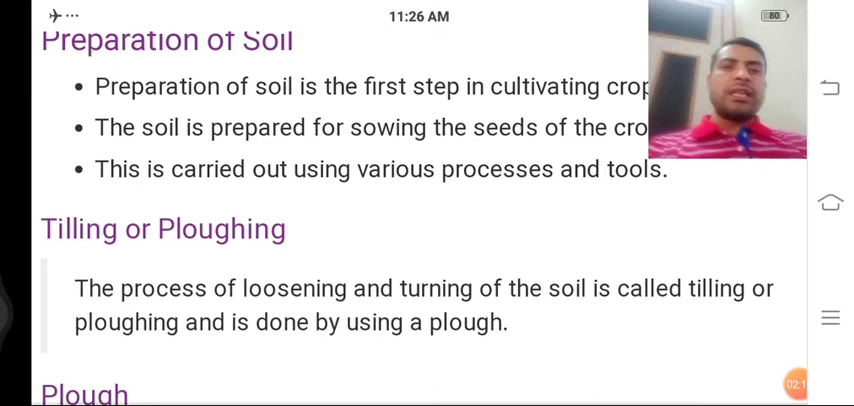 11:26 AM
80
Preparation of Soil
• Preparation of soil is the first step in cultivating crop
• The soil is prepared for sowing the seeds of the cro
• This is carried out using various processes and tools.
Tilling or Ploughing
The process of loosening and turning of the soil is called tilling or
ploughing and is done by using a plough.
Plough
02:1